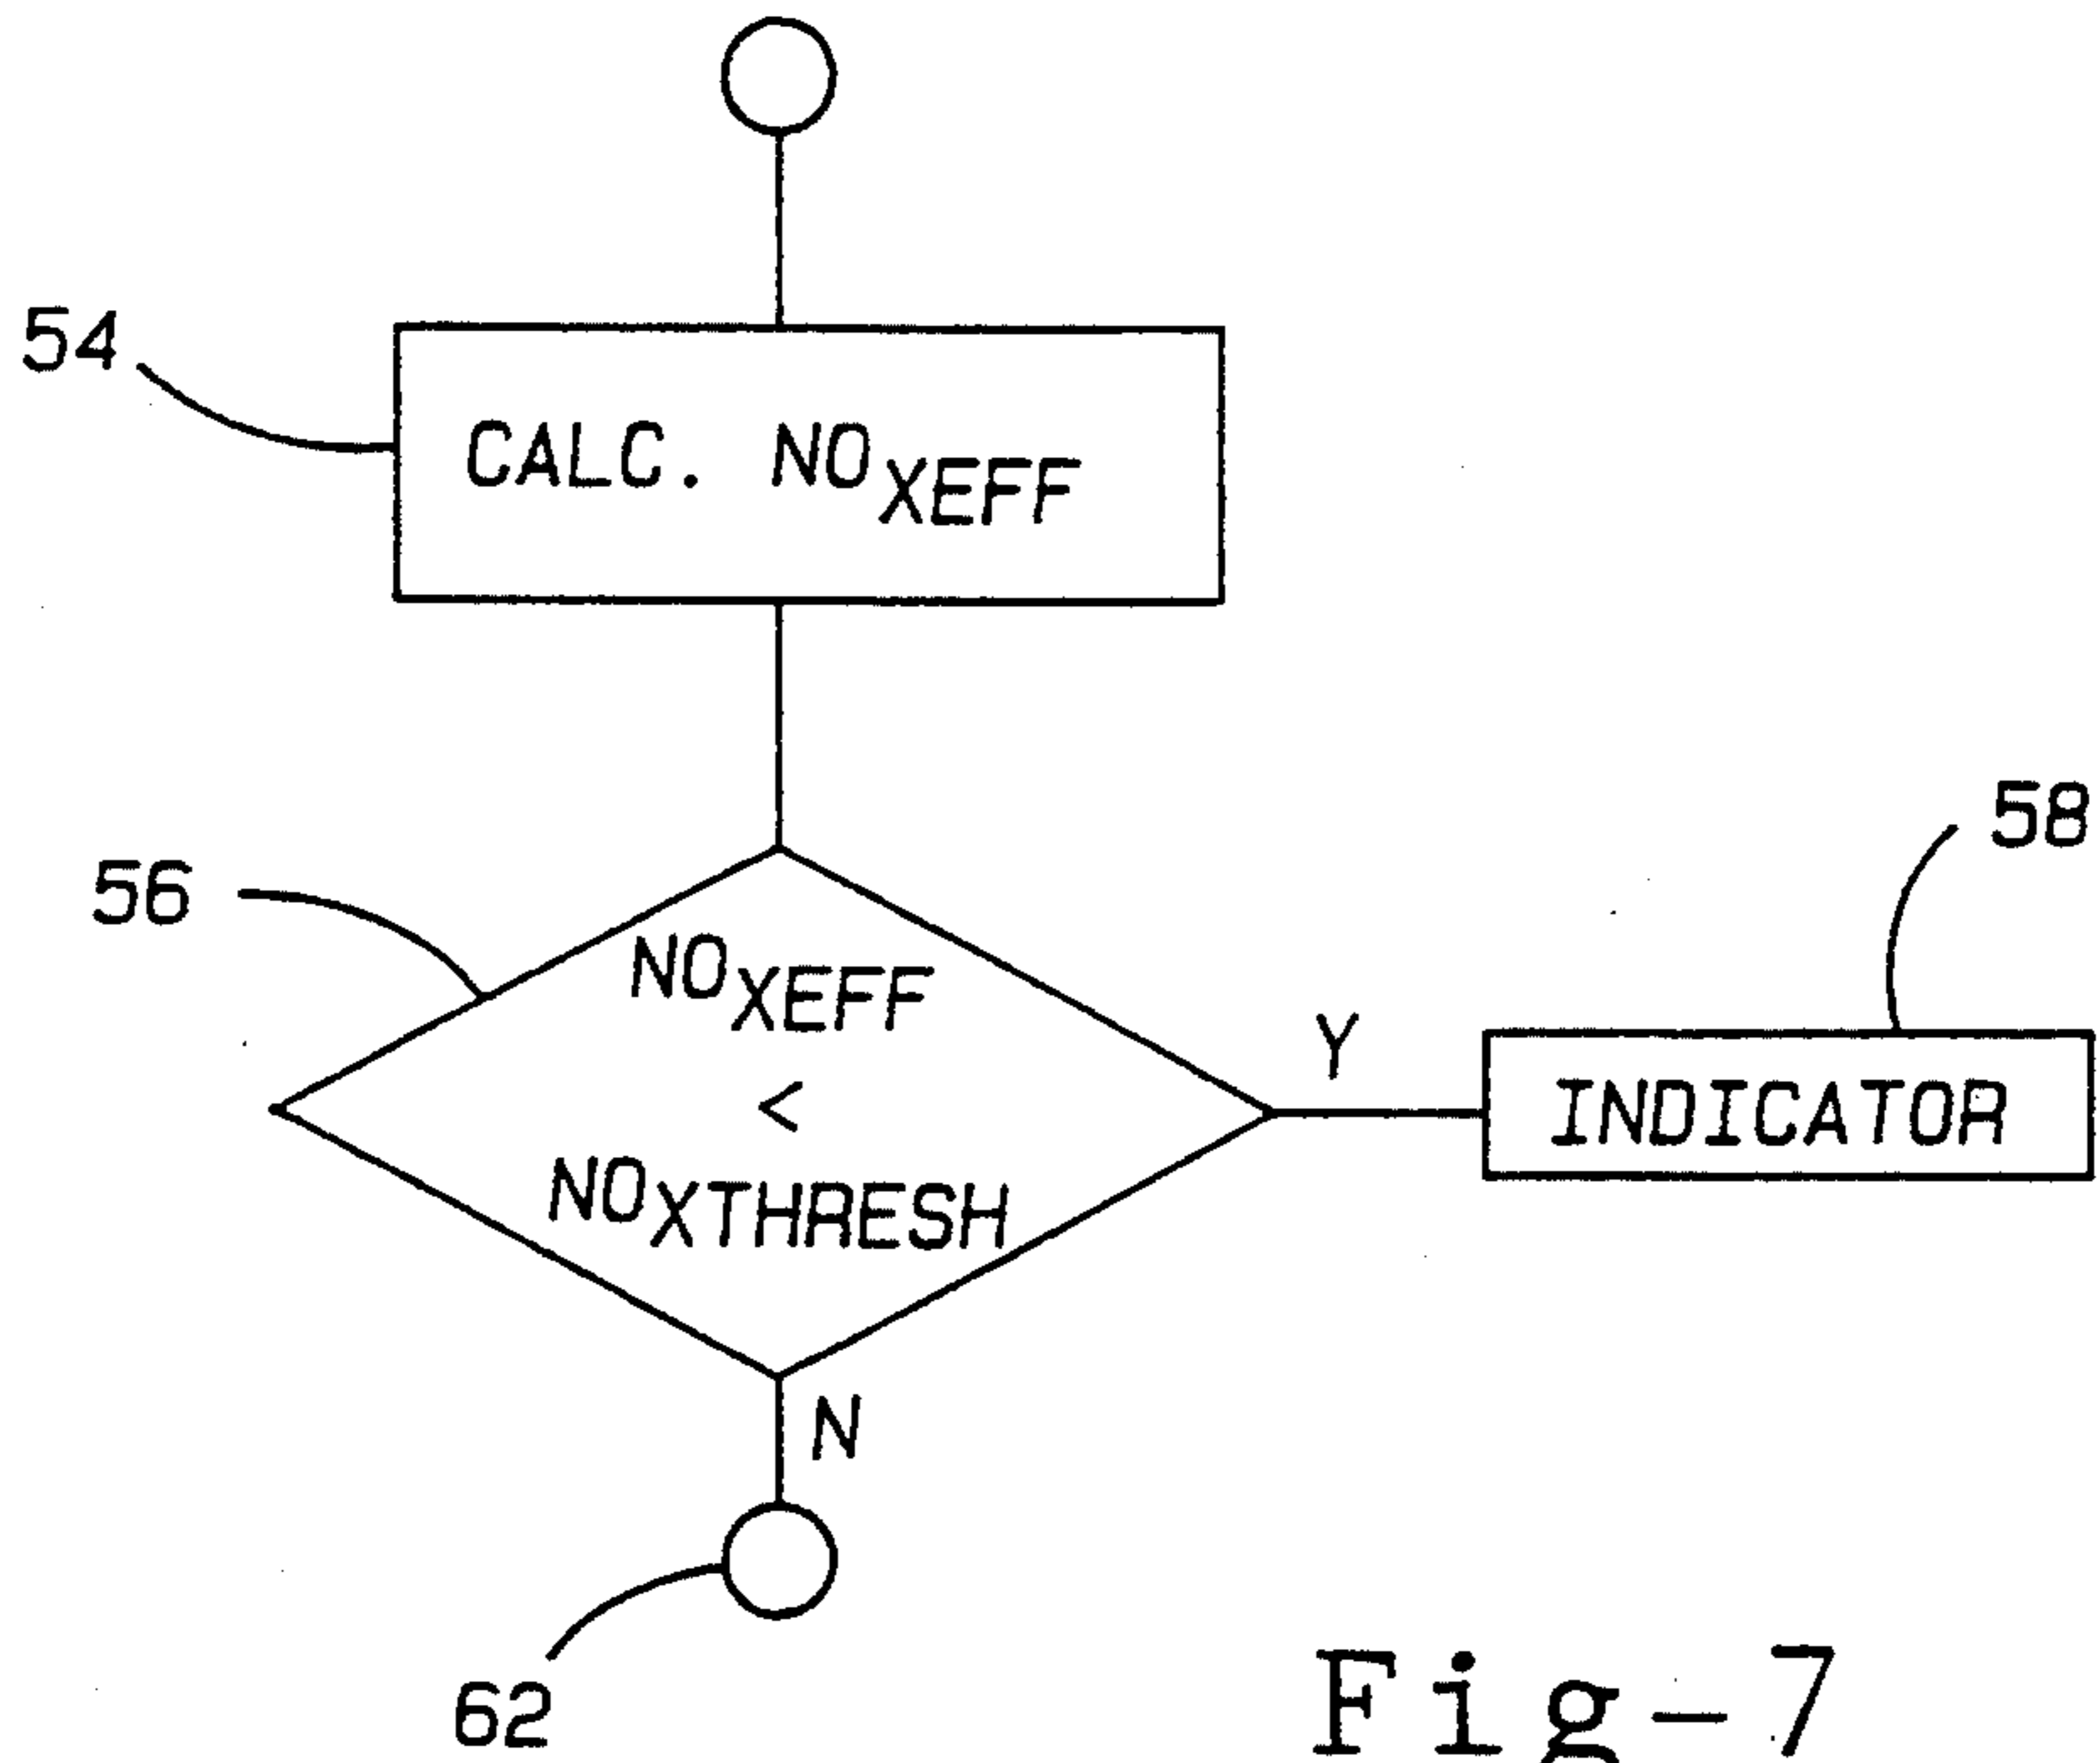 54
CALC. NOXEFF
58
56
NOXEFF
<
NOXTHRESH
Y
INDICATOR
N
62
Fig-7